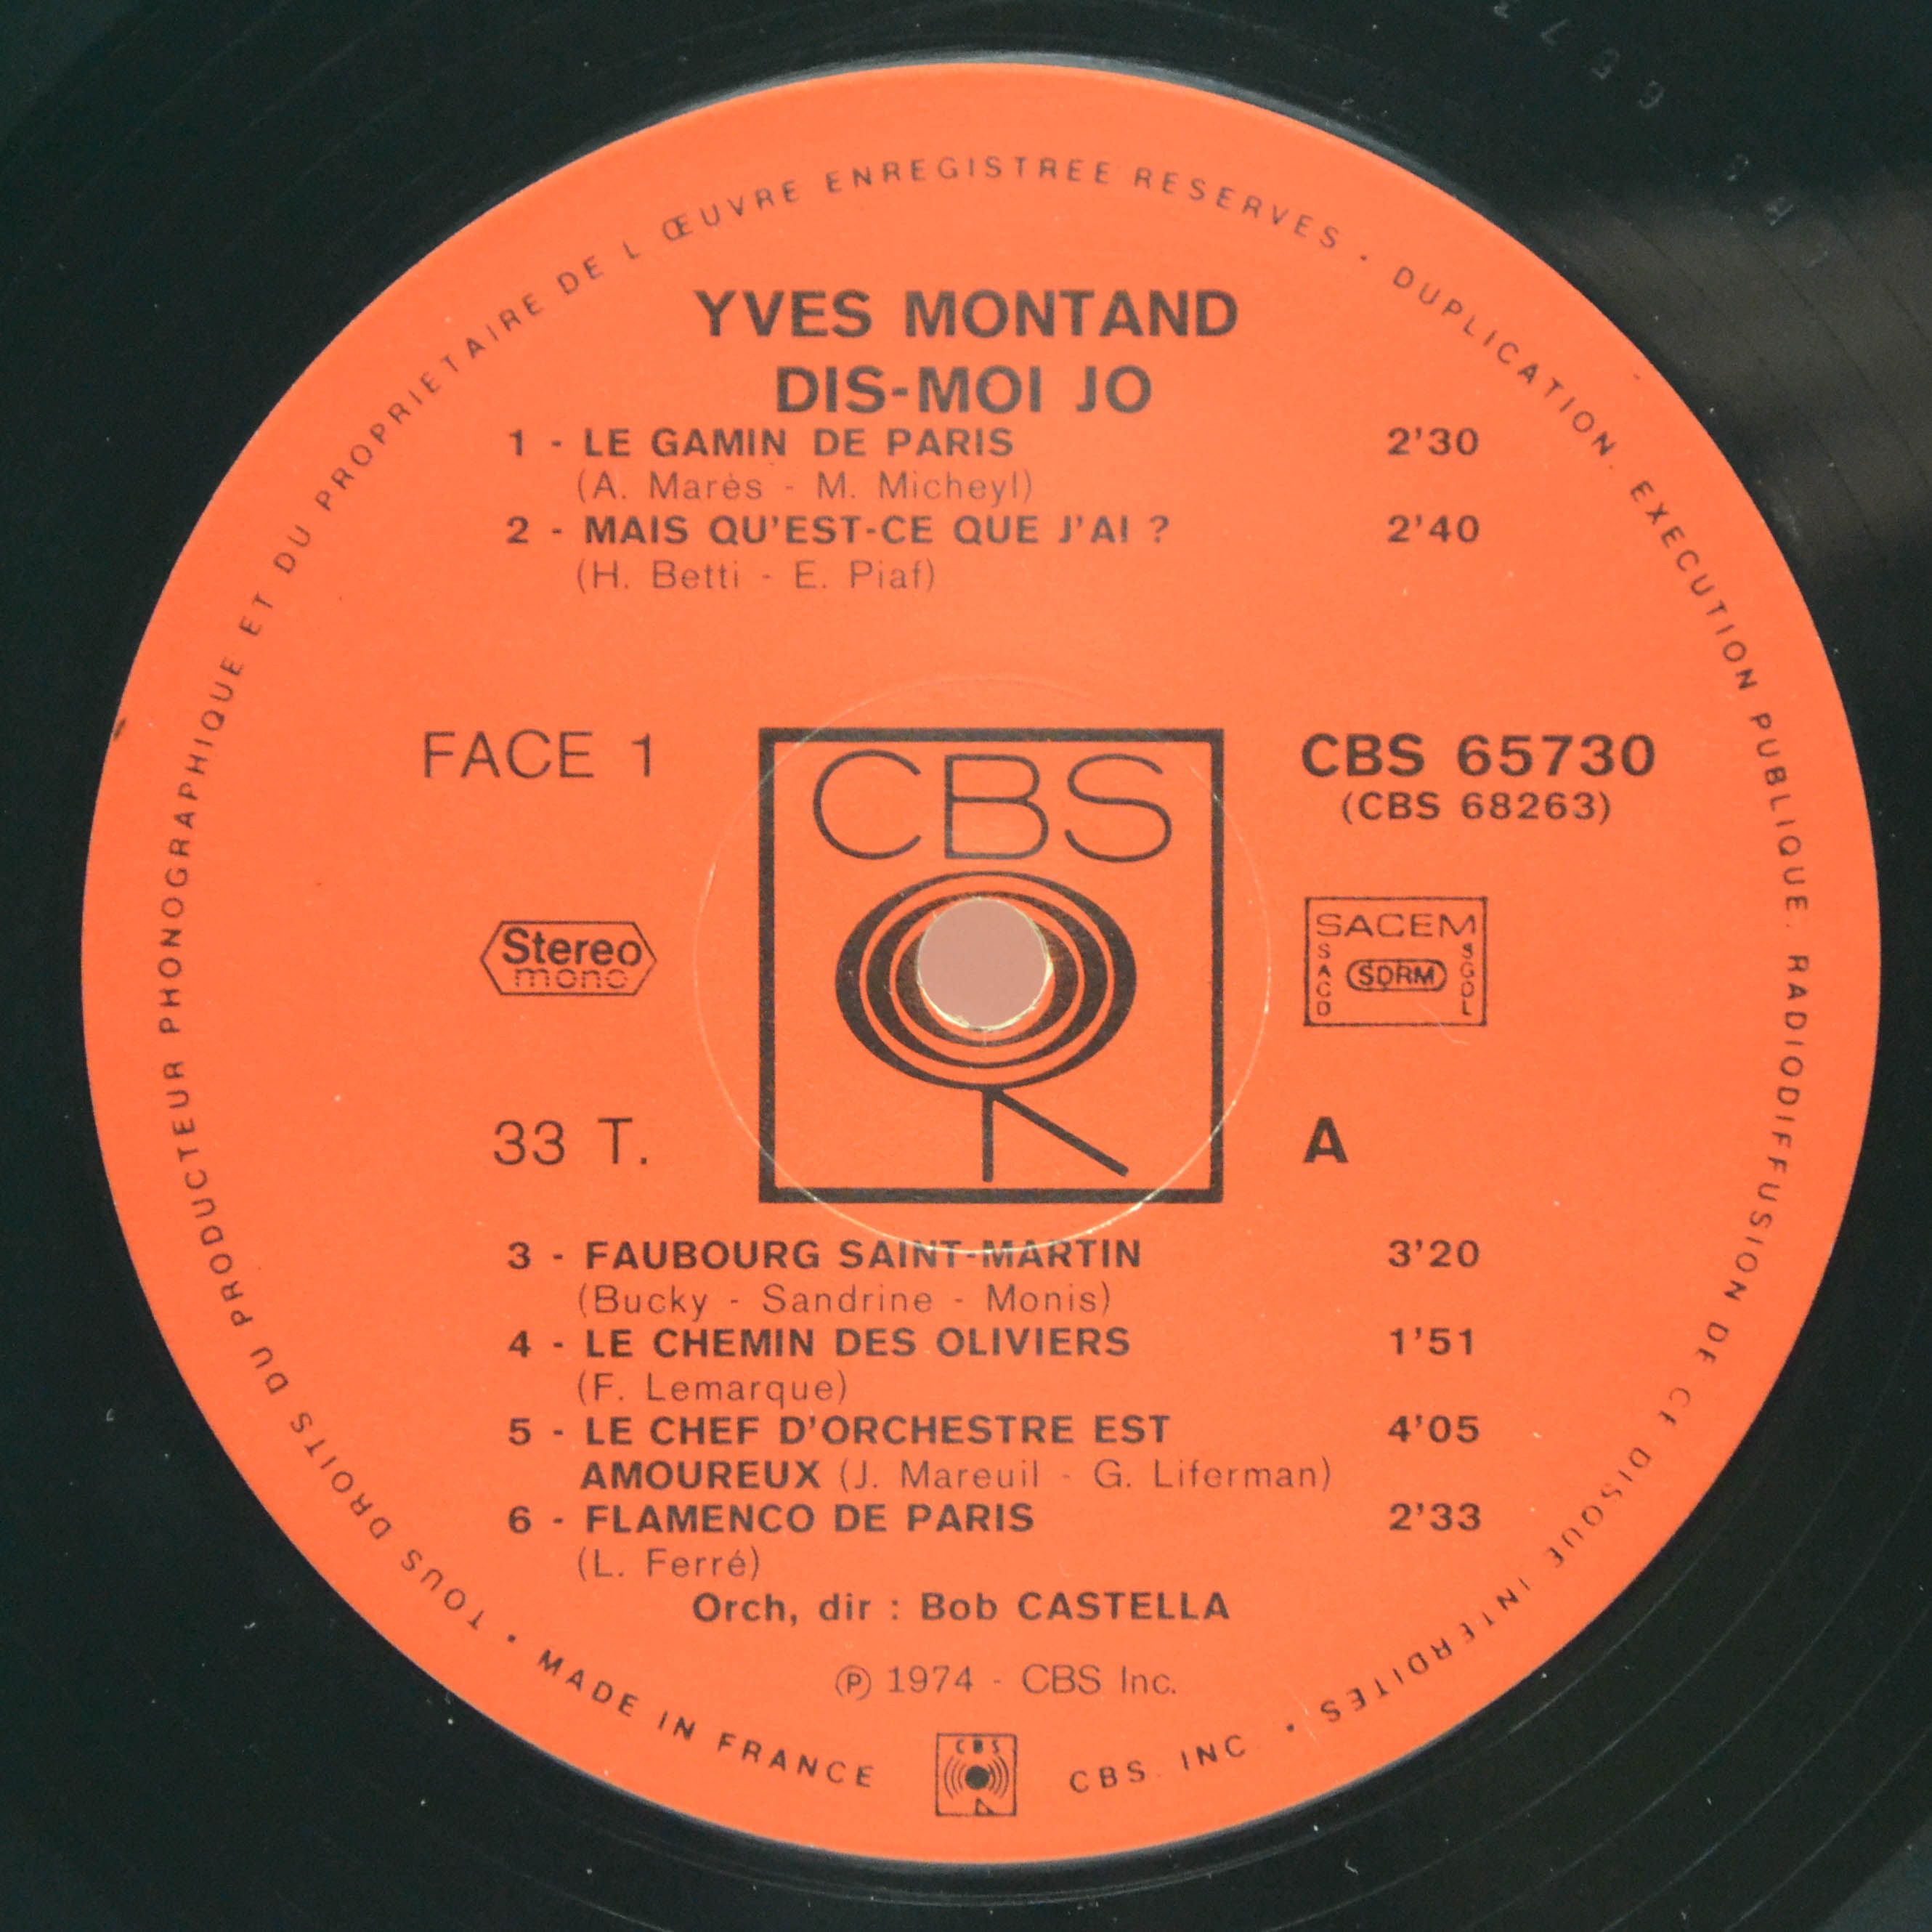 TOUS DROITS DU PRODUCTEUR PHONOGRAPHIQUE ET DU PROPRIETAIRE DE L ŒUVRE ENREGISTREE RESERVES · DUPLICATION. EXECUTION PUBLIQUE. RADIODIFFUSION DE CE DISQUE INTERDITES ·
YVES MONTAND
DIS-MOI JO
1 - LE GAMIN DE PARIS 2'30
(A. Marès - M. Micheyl)
2 - MAIS QU'EST-CE QUE J'AI ? 2'40
(H. Betti - E. Piaf)
FACE 1
CBS
CBS 65730
(CBS 68263)
Stereo
mono
SACEM
SACD SDRM SGDL
33 T.
A
3 - FAUBOURG SAINT-MARTIN 3'20
(Bucky - Sandrine - Monis)
4 - LE CHEMIN DES OLIVIERS 1'51
(F. Lemarque)
5 - LE CHEF D'ORCHESTRE EST 4'05
AMOUREUX (J. Mareuil - G. Liferman)
6 - FLAMENCO DE PARIS 2'33
(L. Ferré)
Orch, dir : Bob CASTELLA
℗ 1974 - CBS Inc.
· MADE IN FRANCE
CBS
CBS. INC